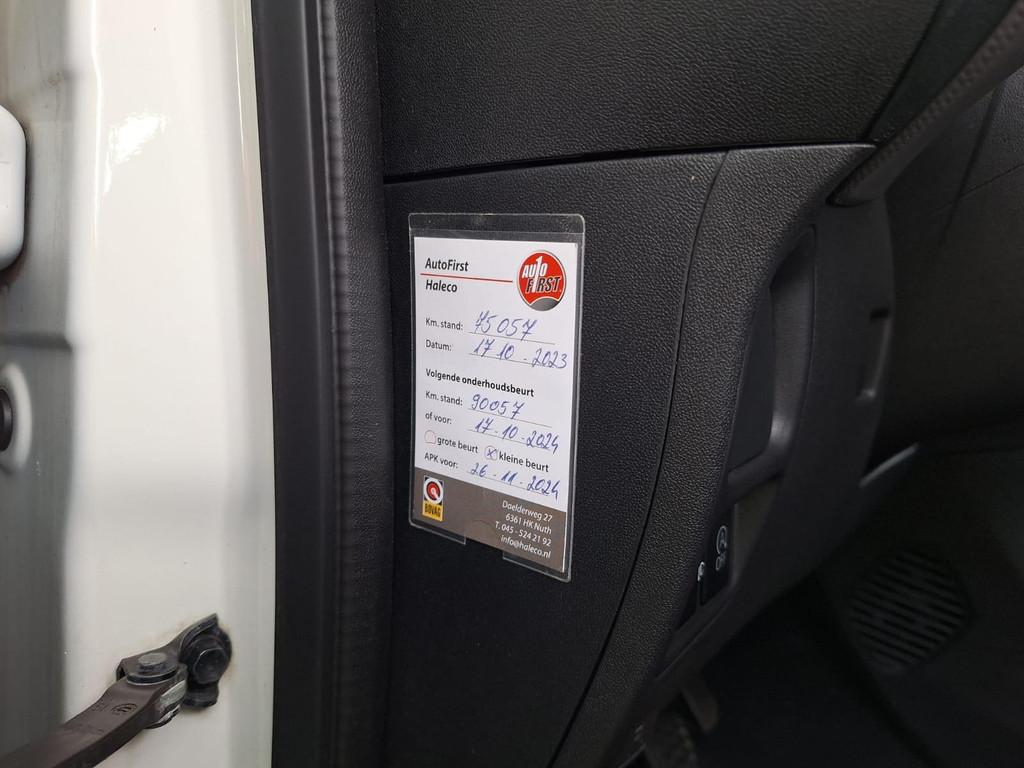 AutoFirst
Haleco
AUTO FIRST
Km. stand: 75057
Datum: 17 10 - 2023
Volgende onderhoudsbeurt
Km. stand: 90057
of voor: 17-10-2024
grote beurt x kleine beurt
APK voor: 26-11-2024
BOVAG
Daelderweg 27
6361 HK Nuth
T. 045 - 524 21 92
info@haleco.nl